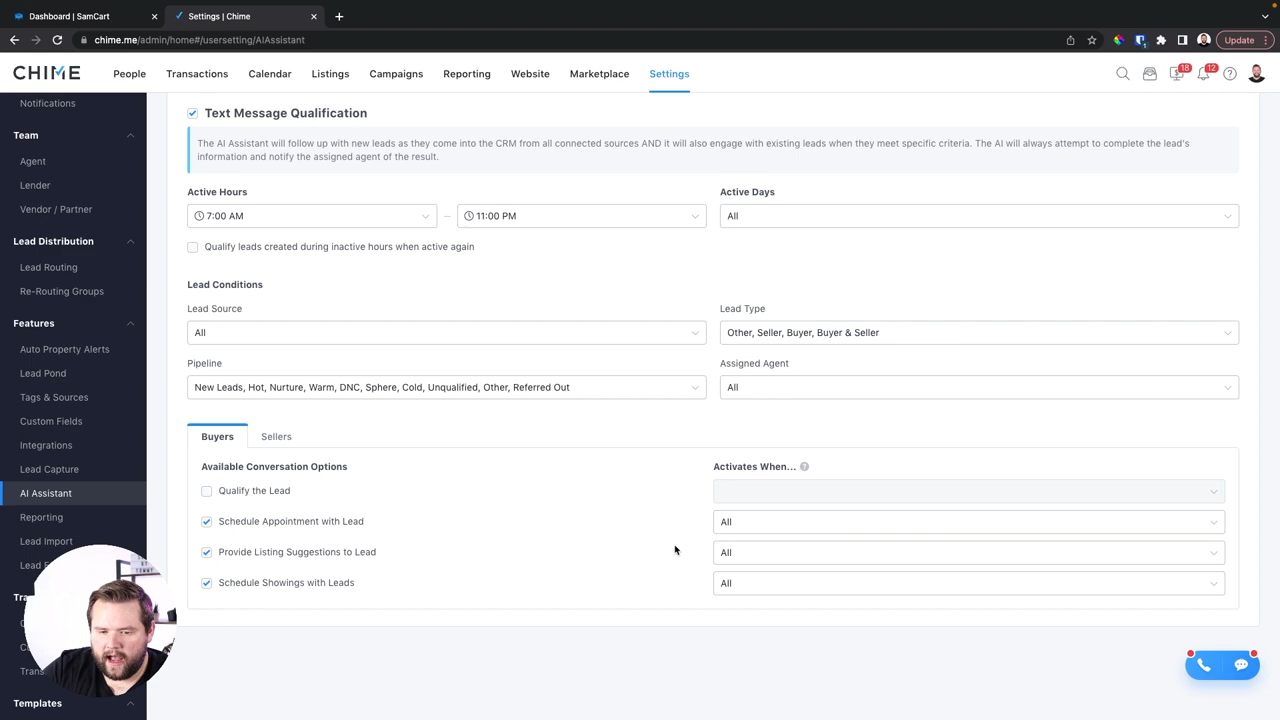 Dashboard | SamCart
Settings | Chime
chime.me/admin/home#/usersetting/AIAssistant
Update
CHIME
People
Transactions
Calendar
Listings
Campaigns
Reporting
Website
Marketplace
Settings
18
12
Notifications
Team
Agent
Lender
Vendor / Partner
Lead Distribution
Lead Routing
Re-Routing Groups
Features
Auto Property Alerts
Lead Pond
Tags & Sources
Custom Fields
Integrations
Lead Capture
AI Assistant
Reporting
Lead Import
Lead
Trans
Templates
Text Message Qualification
The AI Assistant will follow up with new leads as they come into the CRM from all connected sources AND it will also engage with existing leads when they meet specific criteria. The AI will always attempt to complete the lead's
information and notify the assigned agent of the result.
Active Hours
Active Days
7:00 AM
11:00 PM
All
Qualify leads created during inactive hours when active again
Lead Conditions
Lead Source
Lead Type
All
Other, Seller, Buyer, Buyer & Seller
Pipeline
Assigned Agent
New Leads, Hot, Nurture, Warm, DNC, Sphere, Cold, Unqualified, Other, Referred Out
All
Buyers
Sellers
Available Conversation Options
Activates When...
Qualify the Lead
Schedule Appointment with Lead
All
Provide Listing Suggestions to Lead
All
Schedule Showings with Leads
All